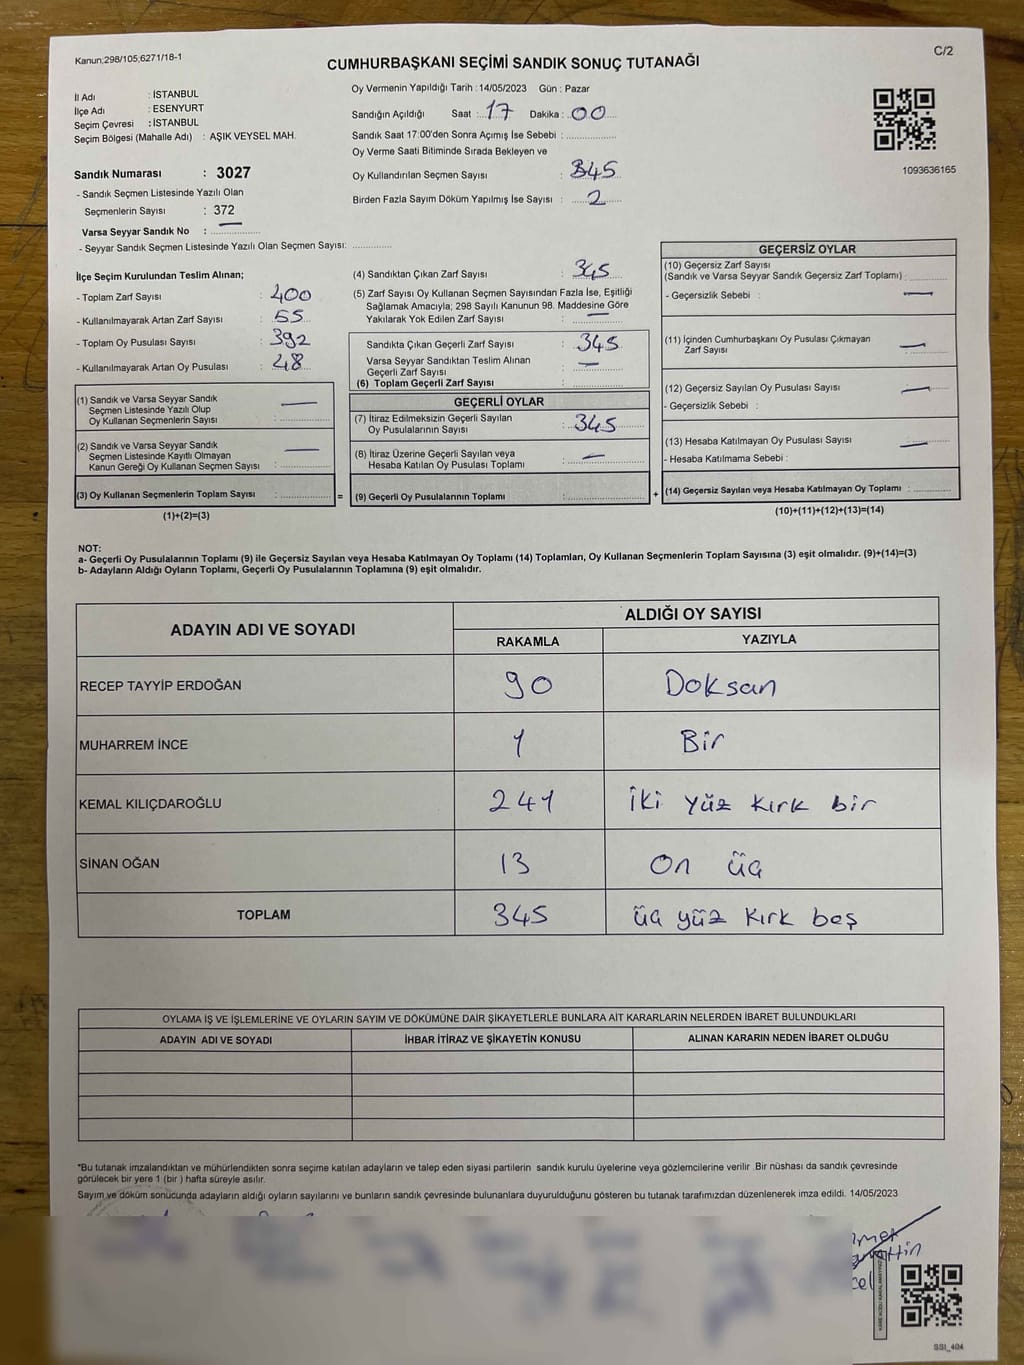 Kanun:298/105,6271/18-1
C/2
CUMHURBAŞKANI SEÇİMİ SANDIK SONUÇ TUTANAĞI
İl Adı : İSTANBUL
İlçe Adı : ESENYURT
Seçim Çevresi : İSTANBUL
Seçim Bölgesi (Mahalle Adı) : AŞIK VEYSEL MAH.
Oy Vermenin Yapıldığı Tarih : 14/05/2023 Gün : Pazar
Sandığın Açıldığı Saat : 17 Dakika : 00
Sandık Saat 17:00'den Sonra Açımış İse Sebebi :
Oy Verme Saati Bitiminde Sırada Bekleyen ve
Oy Kullandırılan Seçmen Sayısı : 345
Birden Fazla Sayım Döküm Yapılmış İse Sayısı : 2
1093636165
Sandık Numarası : 3027
- Sandık Seçmen Listesinde Yazılı Olan
Seçmenlerin Sayısı : 372
Varsa Seyyar Sandık No : —
- Seyyar Sandık Seçmen Listesinde Yazılı Olan Seçmen Sayısı:
İlçe Seçim Kurulundan Teslim Alınan;
- Toplam Zarf Sayısı : 400
- Kullanılmayarak Artan Zarf Sayısı : 55
- Toplam Oy Pusulası Sayısı : 392
- Kullanılmayarak Artan Oy Pusulası : 48
(1) Sandık ve Varsa Seyyar Sandık
Seçmen Listesinde Yazılı Olup
Oy Kullanan Seçmenlerin Sayısı : —
(2) Sandık ve Varsa Seyyar Sandık
Seçmen Listesinde Kayıtlı Olmayan
Kanun Gereği Oy Kullanan Seçmen Sayısı : —
(3) Oy Kullanan Seçmenlerin Toplam Sayısı :
(1)+(2)=(3)
=
(4) Sandıktan Çıkan Zarf Sayısı : 345
(5) Zarf Sayısı Oy Kullanan Seçmen Sayısından Fazla İse, Eşitliği
Sağlamak Amacıyla; 298 Sayılı Kanunun 98. Maddesine Göre
Yakılarak Yok Edilen Zarf Sayısı : —
Sandıkta Çıkan Geçerli Zarf Sayısı : 345
Varsa Seyyar Sandıktan Teslim Alınan
Geçerli Zarf Sayısı : —
(6) Toplam Geçerli Zarf Sayısı :
GEÇERLİ OYLAR
(7) İtiraz Edilmeksizin Geçerli Sayılan
Oy Pusulalarının Sayısı : 345
(8) İtiraz Üzerine Geçerli Sayılan veya
Hesaba Katılan Oy Pusulası Toplamı : —
(9) Geçerli Oy Pusulalarının Toplamı :
+
GEÇERSİZ OYLAR
(10) Geçersiz Zarf Sayısı
(Sandık ve Varsa Seyyar Sandık Geçersiz Zarf Toplamı) :
- Geçersizlik Sebebi : —
(11) İçinden Cumhurbaşkanı Oy Pusulası Çıkmayan
Zarf Sayısı : —
(12) Geçersiz Sayılan Oy Pusulası Sayısı : —
- Geçersizlik Sebebi :
(13) Hesaba Katılmayan Oy Pusulası Sayısı : —
- Hesaba Katılmama Sebebi :
(14) Geçersiz Sayılan veya Hesaba Katılmayan Oy Toplamı :
(10)+(11)+(12)+(13)=(14)
NOT:
a- Geçerli Oy Pusulalarının Toplamı (9) ile Geçersiz Sayılan veya Hesaba Katılmayan Oy Toplamı (14) Toplamları, Oy Kullanan Seçmenlerin Toplam Sayısına (3) eşit olmalıdır. (9)+(14)=(3)
b- Adayların Aldığı Oyların Toplamı, Geçerli Oy Pusulalarının Toplamına (9) eşit olmalıdır.
ADAYIN ADI VE SOYADI
ALDIĞI OY SAYISI
RAKAMLA YAZIYLA
RECEP TAYYİP ERDOĞAN 90 Doksan
MUHARREM İNCE 1 Bir
KEMAL KILIÇDAROĞLU 241 İki yüz kırk bir
SİNAN OĞAN 13 On üç
TOPLAM 345 üç yüz kırk beş
OYLAMA İŞ VE İŞLEMLERİNE VE OYLARIN SAYIM VE DÖKÜMÜNE DAİR ŞİKAYETLERLE BUNLARA AİT KARARLARIN NELERDEN İBARET BULUNDUKLARI
ADAYIN ADI VE SOYADI İHBAR İTİRAZ VE ŞİKAYETİN KONUSU ALINAN KARARIN NEDEN İBARET OLDUĞU
*Bu tutanak imzalandıktan ve mühürlendikten sonra seçime katılan adayların ve talep eden siyasi partilerin sandık kurulu üyelerine veya gözlemcilerine verilir .Bir nüshası da sandık çevresinde
görülecek bir yere 1 (bir ) hafta süreyle asılır.
Sayım ve döküm sonucunda adayların aldığı oyların sayılarını ve bunların sandık çevresinde bulunanlara duyurulduğunu gösteren bu tutanak tarafımızdan düzenlenerek imza edildi. 14/05/2023
SSI_404